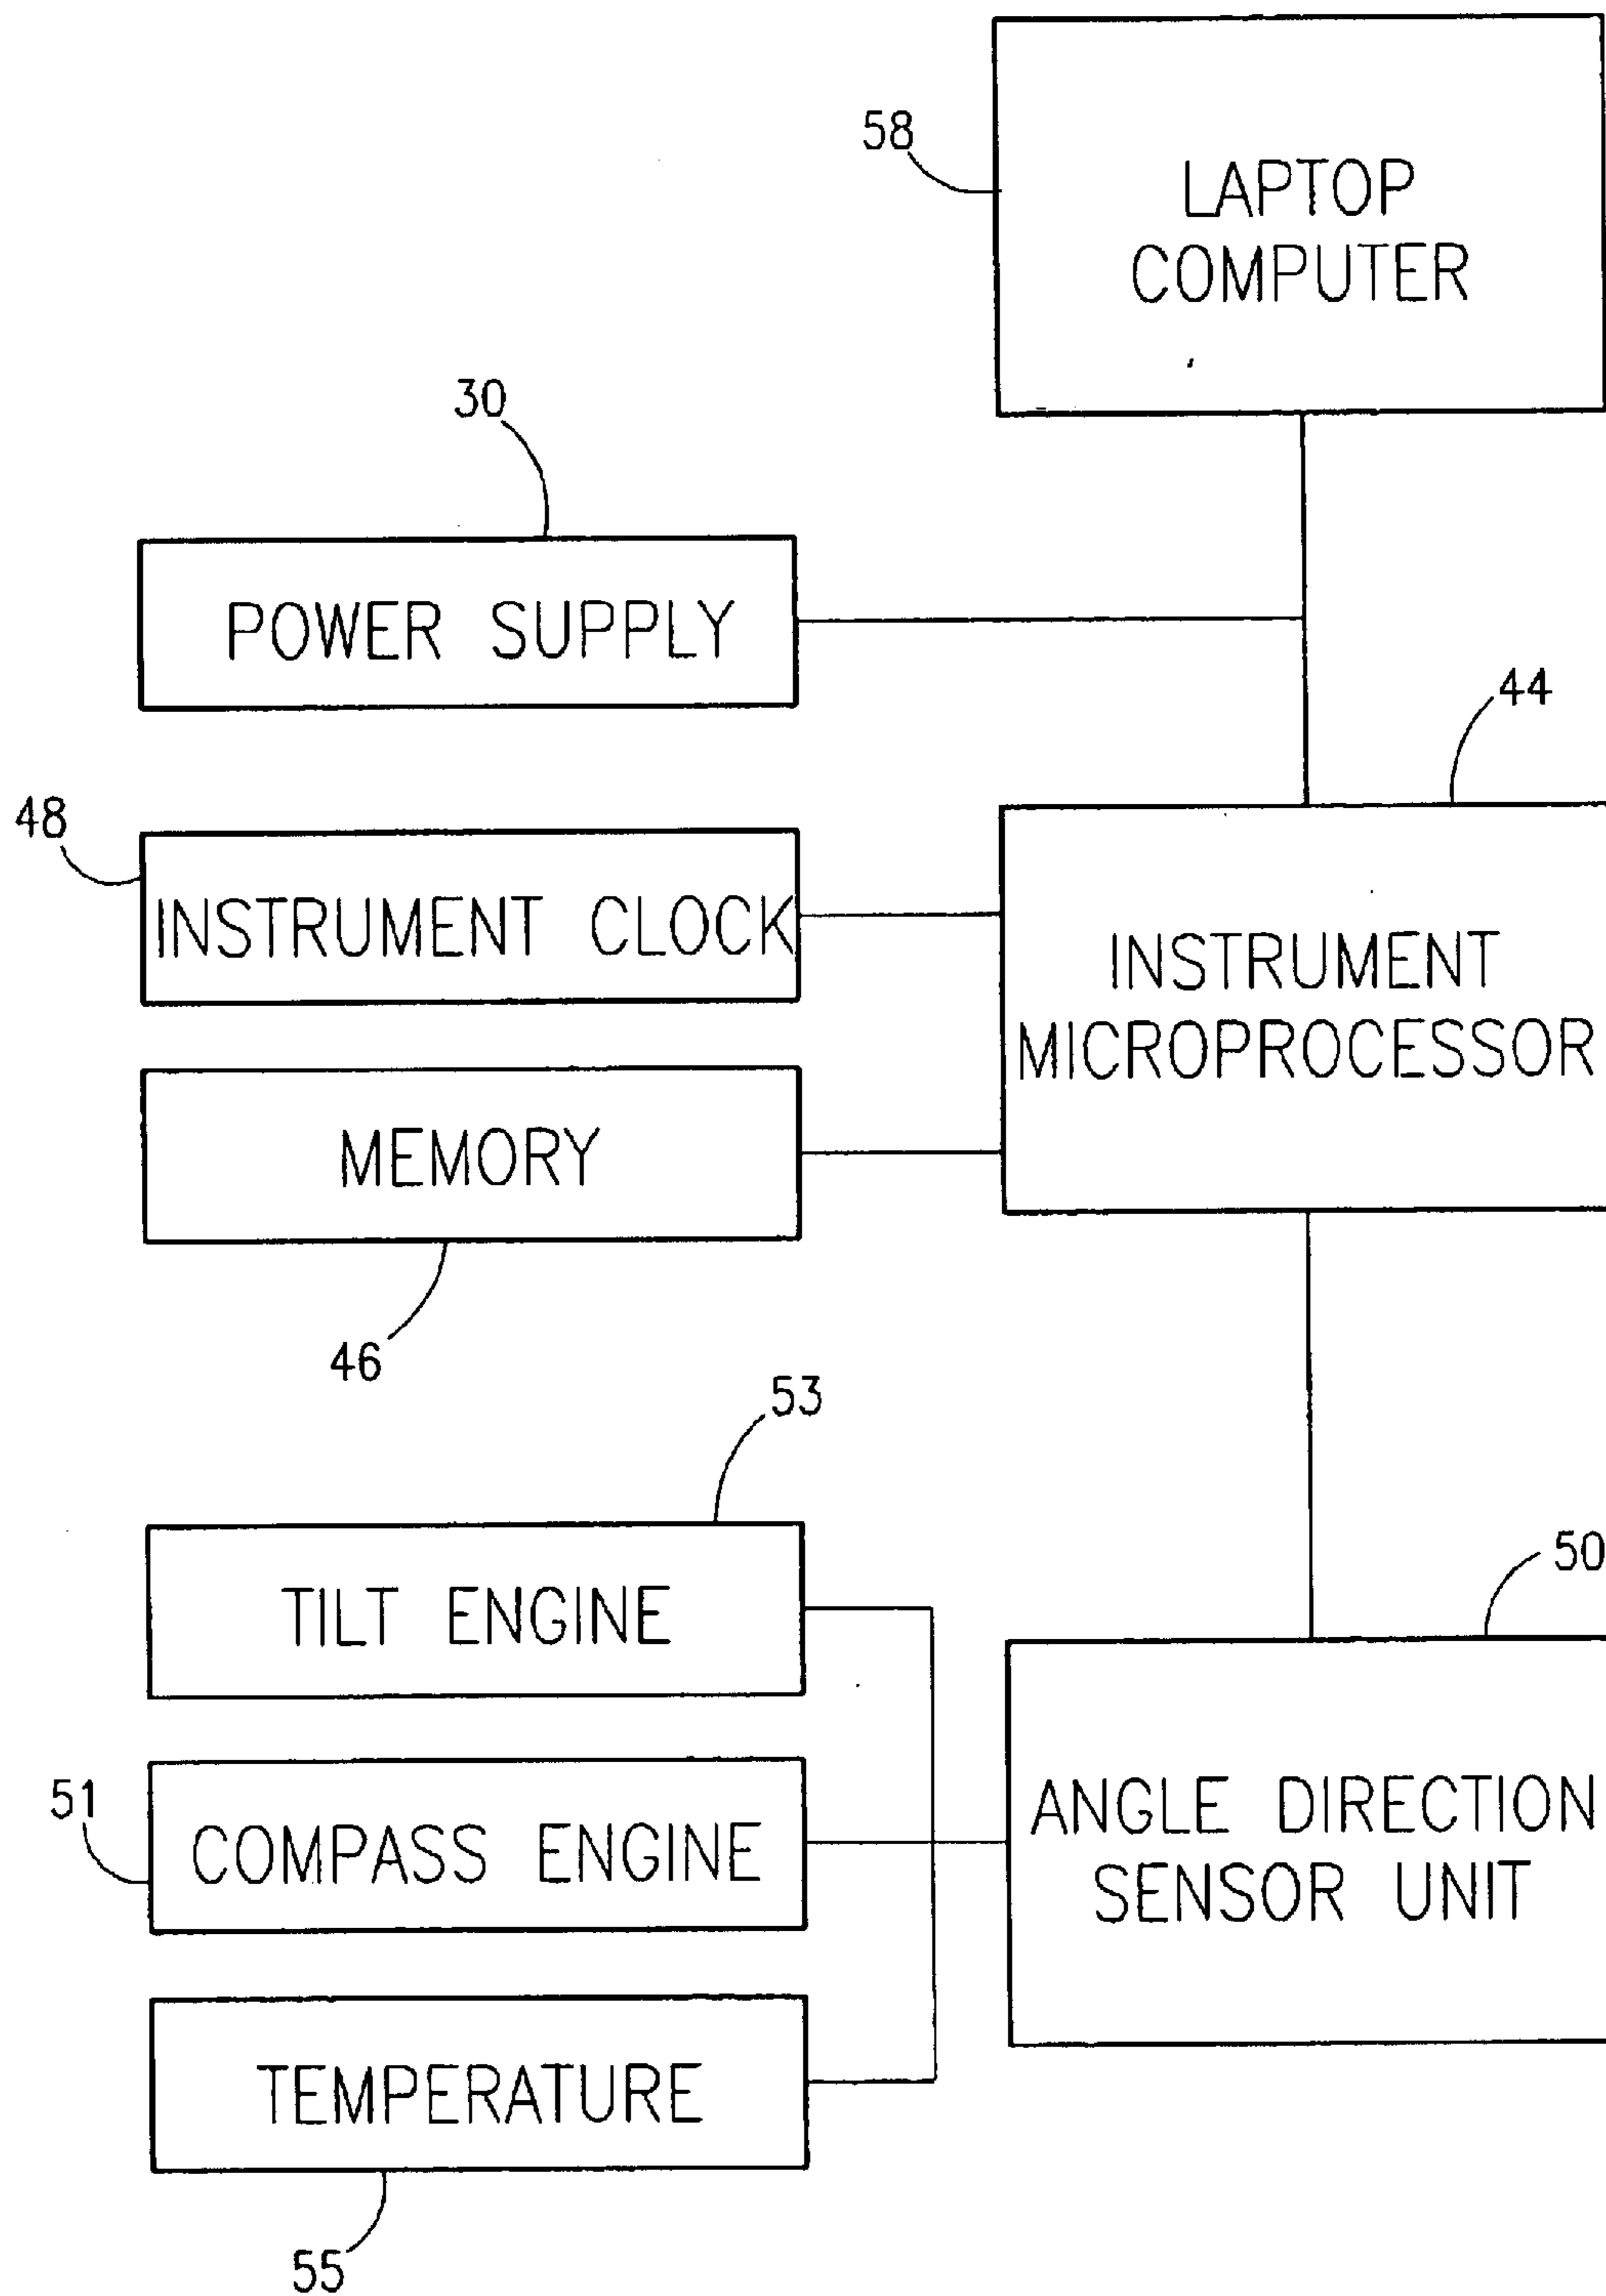 58
LAPTOP
COMPUTER
30
POWER SUPPLY
44
48
INSTRUMENT CLOCK
INSTRUMENT
MICROPROCESSOR
MEMORY
46
53
50
TILT ENGINE
51
COMPASS ENGINE
ANGLE DIRECTION
SENSOR UNIT
TEMPERATURE
55